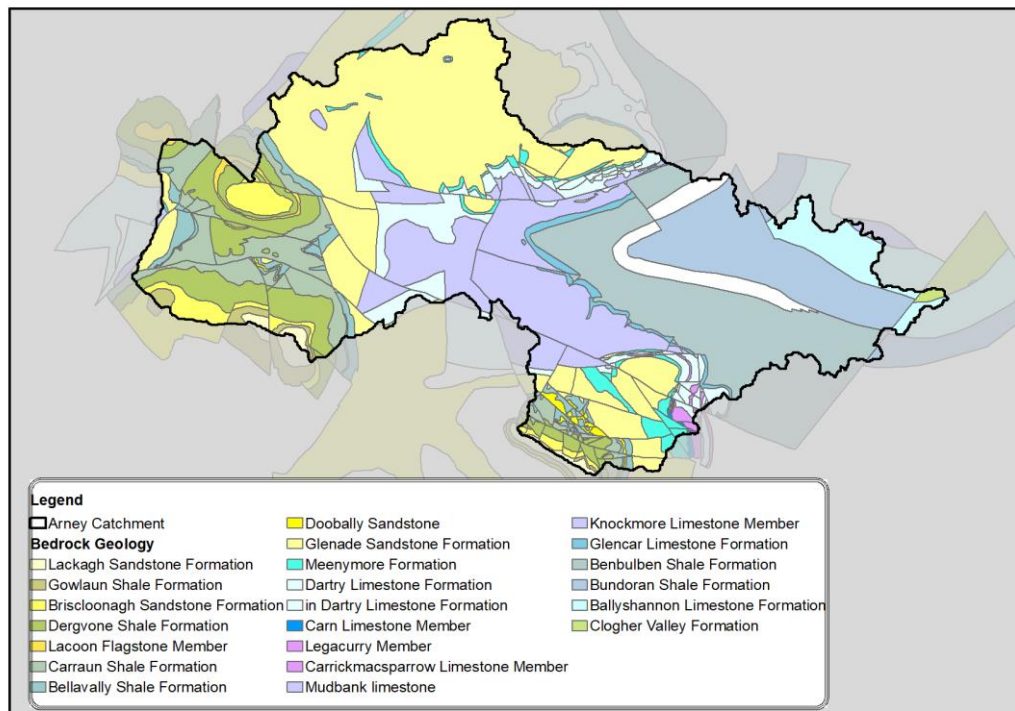 Legend
Arney Catchment
Bedrock Geology
Lackagh Sandstone Formation
Gowlaun Shale Formation
Briscloonagh Sandstone Formation
Dergvone Shale Formation
Lacoon Flagstone Member
Carraun Shale Formation
Bellavally Shale Formation
Doobally Sandstone
Glenade Sandstone Formation
Meenymore Formation
Dartry Limestone Formation
in Dartry Limestone Formation
Carn Limestone Member
Legacurry Member
Carrickmacsparrow Limestone Member
Mudbank limestone
Knockmore Limestone Member
Glencar Limestone Formation
Benbulben Shale Formation
Bundoran Shale Formation
Ballyshannon Limestone Formation
Clogher Valley Formation